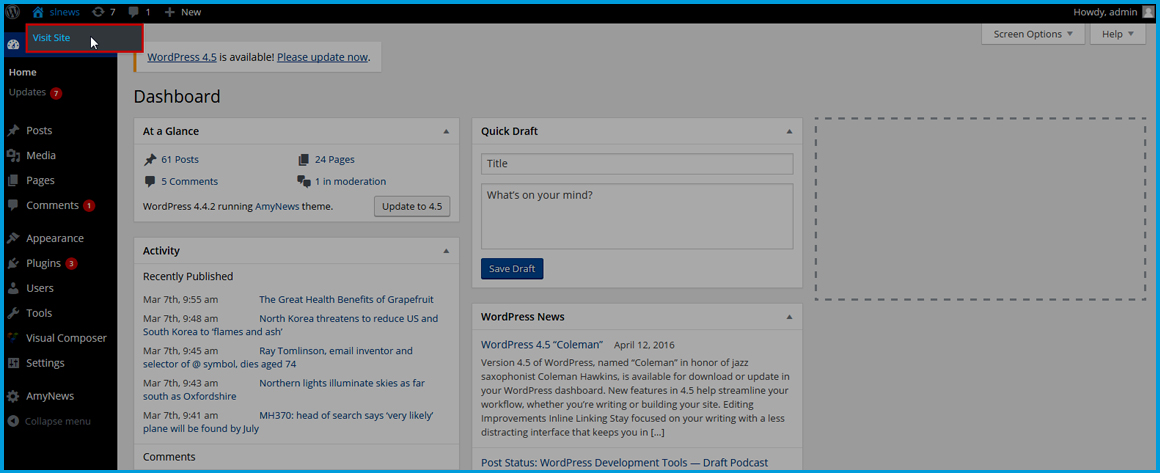 slnews 7 1 New Howdy, admin
Visit Site
Screen Options Help
WordPress 4.5 is available! Please update now.
Home
Updates 7
Posts
Media
Pages
Comments 1
Appearance
Plugins 3
Users
Tools
Visual Composer
Settings
AmyNews
Collapse menu
Dashboard
At a Glance
61 Posts 24 Pages
5 Comments 1 in moderation
WordPress 4.4.2 running AmyNews theme. Update to 4.5
Activity
Recently Published
Mar 7th, 9:55 am The Great Health Benefits of Grapefruit
Mar 7th, 9:48 am North Korea threatens to reduce US and
South Korea to ‘flames and ash’
Mar 7th, 9:45 am Ray Tomlinson, email inventor and
selector of @ symbol, dies aged 74
Mar 7th, 9:43 am Northern lights illuminate skies as far
south as Oxfordshire
Mar 7th, 9:41 am MH370: head of search says ‘very likely’
plane will be found by July
Comments
Quick Draft
Title
What’s on your mind?
Save Draft
WordPress News
WordPress 4.5 “Coleman” April 12, 2016
Version 4.5 of WordPress, named “Coleman” in honor of jazz
saxophonist Coleman Hawkins, is available for download or update in
your WordPress dashboard. New features in 4.5 help streamline your
workflow, whether you’re writing or building your site. Editing
Improvements Inline Linking Stay focused on your writing with a less
distracting interface that keeps you in […]
Post Status: WordPress Development Tools — Draft Podcast